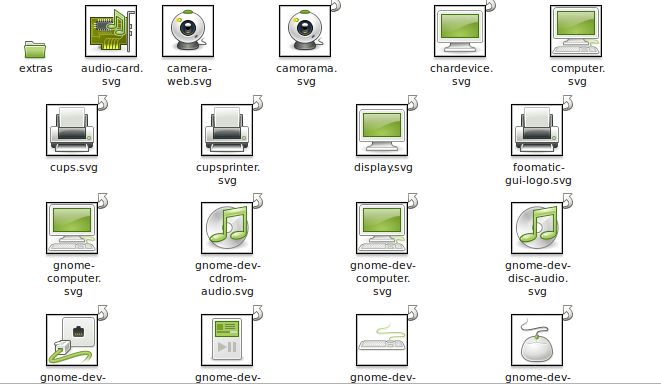 extras
audio-card.
svg
camera-
web.svg
camorama.
svg
chardevice.
svg
computer.
svg
cups.svg
cupsprinter.
svg
display.svg
foomatic-
gui-logo.svg
gnome-
computer.
svg
gnome-dev-
cdrom-
audio.svg
gnome-dev-
computer.
svg
gnome-dev-
disc-audio.
svg
gnome-dev-
gnome-dev-
gnome-dev-
gnome-dev-